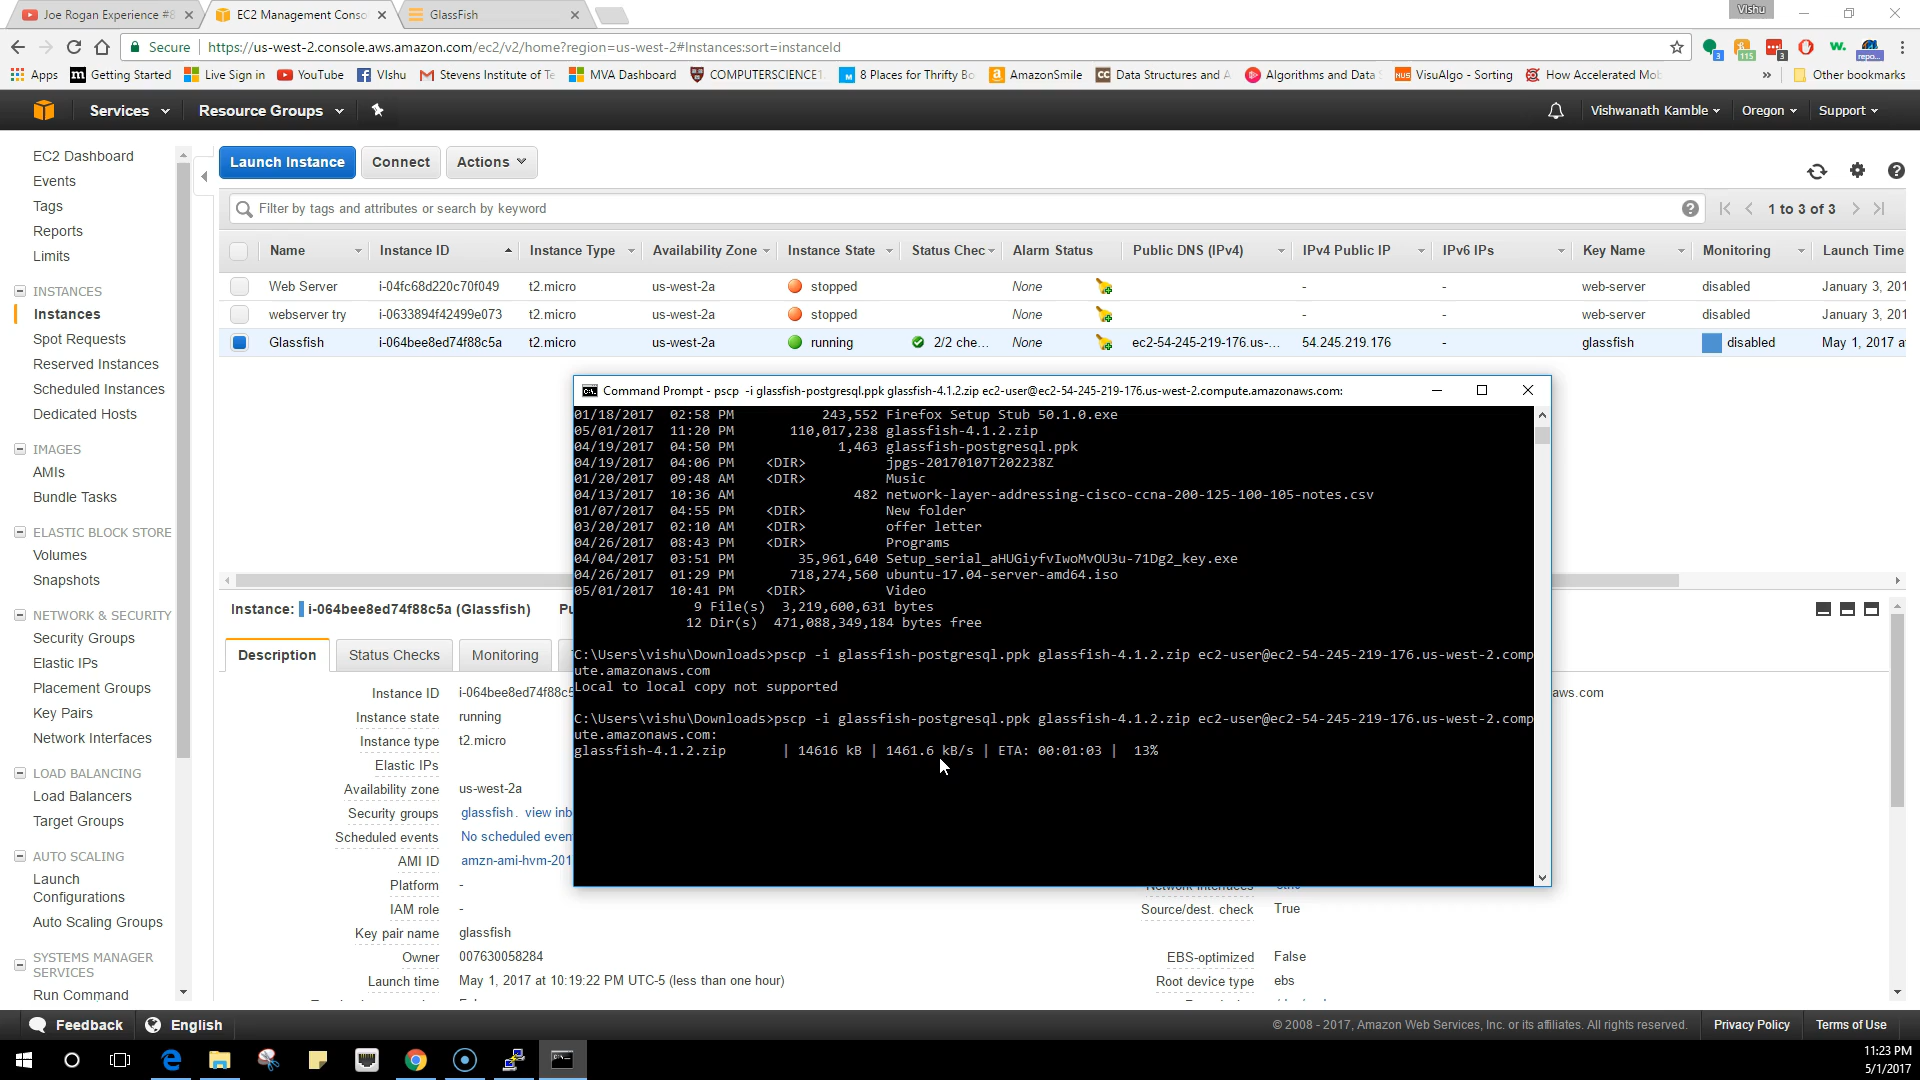 Joe Rogan Experience #8
EC2 Management Conso
GlassFish
Vishu
Secure
https://us-west-2.console.aws.amazon.com/ec2/v2/home?region=us-west-2#Instances:sort=instanceId
Apps
Getting Started
Live Sign in
YouTube
VIshu
Stevens Institute of Te
MVA Dashboard
COMPUTERSCIENCE1
8 Places for Thrifty Bo
AmazonSmile
Data Structures and A
Algorithms and Data
VisuAlgo - Sorting
How Accelerated Mob
Other bookmarks
Services
Resource Groups
Vishwanath Kamble
Oregon
Support
EC2 Dashboard
Events
Tags
Reports
Limits
INSTANCES
Instances
Spot Requests
Reserved Instances
Scheduled Instances
Dedicated Hosts
IMAGES
AMIs
Bundle Tasks
ELASTIC BLOCK STORE
Volumes
Snapshots
NETWORK & SECURITY
Security Groups
Elastic IPs
Placement Groups
Key Pairs
Network Interfaces
LOAD BALANCING
Load Balancers
Target Groups
AUTO SCALING
Launch
Configurations
Auto Scaling Groups
SYSTEMS MANAGER
SERVICES
Run Command
Launch Instance
Connect
Actions
Filter by tags and attributes or search by keyword
1 to 3 of 3
Name Instance ID Instance Type Availability Zone Instance State Status Chec Alarm Status Public DNS (IPv4) IPv4 Public IP IPv6 IPs Key Name Monitoring Launch Time
Web Server i-04fc68d220c70f049 t2.micro us-west-2a stopped None - - web-server disabled January 3, 201
webserver try i-0633894f42499e073 t2.micro us-west-2a stopped None - - web-server disabled January 3, 201
Glassfish i-064bee8ed74f88c5a t2.micro us-west-2a running 2/2 che... None ec2-54-245-219-176.us-... 54.245.219.176 - glassfish disabled May 1, 2017 a
Command Prompt - pscp -i glassfish-postgresql.ppk glassfish-4.1.2.zip ec2-user@ec2-54-245-219-176.us-west-2.compute.amazonaws.com:
01/18/2017 02:58 PM 243,552 Firefox Setup Stub 50.1.0.exe
05/01/2017 11:20 PM 110,017,238 glassfish-4.1.2.zip
04/19/2017 04:50 PM 1,463 glassfish-postgresql.ppk
04/19/2017 04:06 PM <DIR> jpgs-20170107T202238Z
01/20/2017 09:48 AM <DIR> Music
04/13/2017 10:36 AM 482 network-layer-addressing-cisco-ccna-200-125-100-105-notes.csv
01/07/2017 04:55 PM <DIR> New folder
03/20/2017 02:10 AM <DIR> offer letter
04/26/2017 08:43 PM <DIR> Programs
04/04/2017 03:51 PM 35,961,640 Setup_serial_aHUGiyfvIwoMvOU3u-71Dg2_key.exe
04/26/2017 01:29 PM 718,274,560 ubuntu-17.04-server-amd64.iso
05/01/2017 10:41 PM <DIR> Video
9 File(s) 3,219,600,631 bytes
12 Dir(s) 471,088,349,184 bytes free
C:\Users\vishu\Downloads>pscp -i glassfish-postgresql.ppk glassfish-4.1.2.zip ec2-user@ec2-54-245-219-176.us-west-2.comp
ute.amazonaws.com
Local to local copy not supported
C:\Users\vishu\Downloads>pscp -i glassfish-postgresql.ppk glassfish-4.1.2.zip ec2-user@ec2-54-245-219-176.us-west-2.comp
ute.amazonaws.com:
glassfish-4.1.2.zip | 14616 kB | 1461.6 kB/s | ETA: 00:01:03 | 13%
Instance: i-064bee8ed74f88c5a (Glassfish) Pu
Description
Status Checks
Monitoring
Instance ID i-064bee8ed74f88c5
aws.com
Instance state running
Instance type t2.micro
Elastic IPs
Availability zone us-west-2a
Security groups glassfish. view inb
Scheduled events No scheduled even
AMI ID amzn-ami-hvm-201
Platform -
IAM role -
Source/dest. check True
Key pair name glassfish
Owner 007630058284
EBS-optimized False
Launch time May 1, 2017 at 10:19:22 PM UTC-5 (less than one hour)
Root device type ebs
Feedback
English
© 2008 - 2017, Amazon Web Services, Inc. or its affiliates. All rights reserved.
Privacy Policy
Terms of Use
11:23 PM
5/1/2017